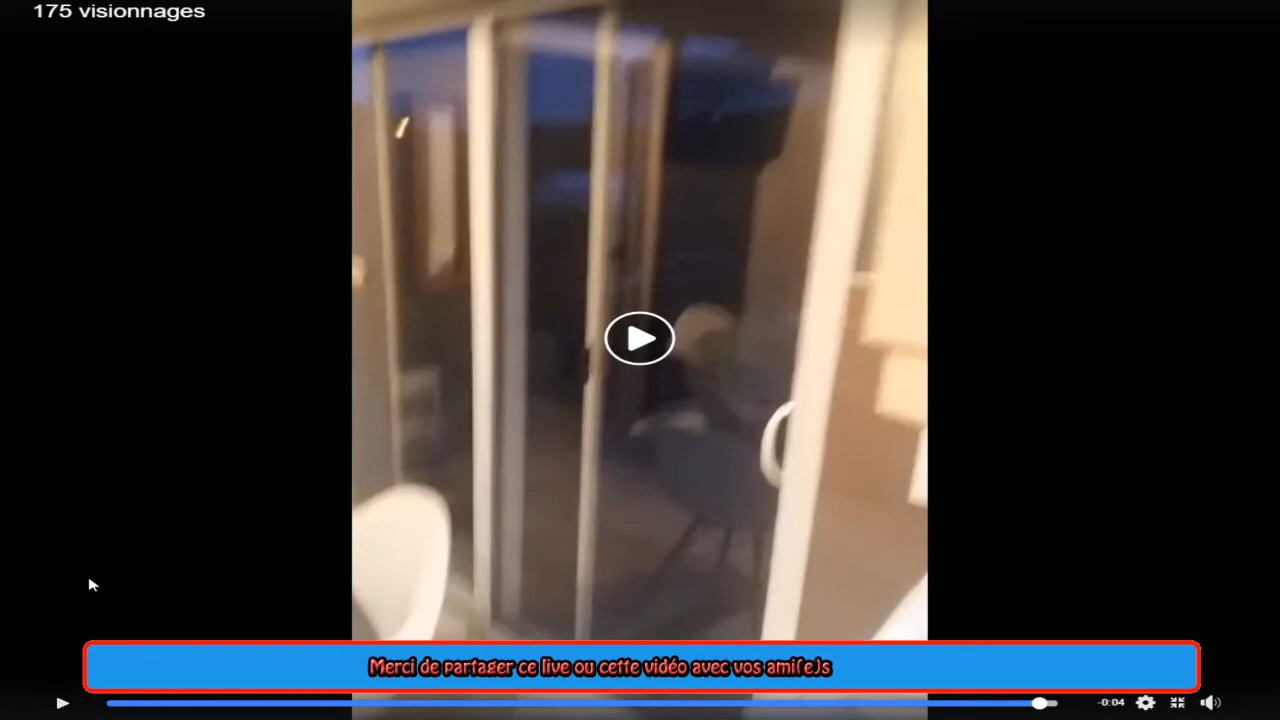 175 visionnages
Merci de partager ce live ou cette vidéo avec vos ami(e)s
-0:04